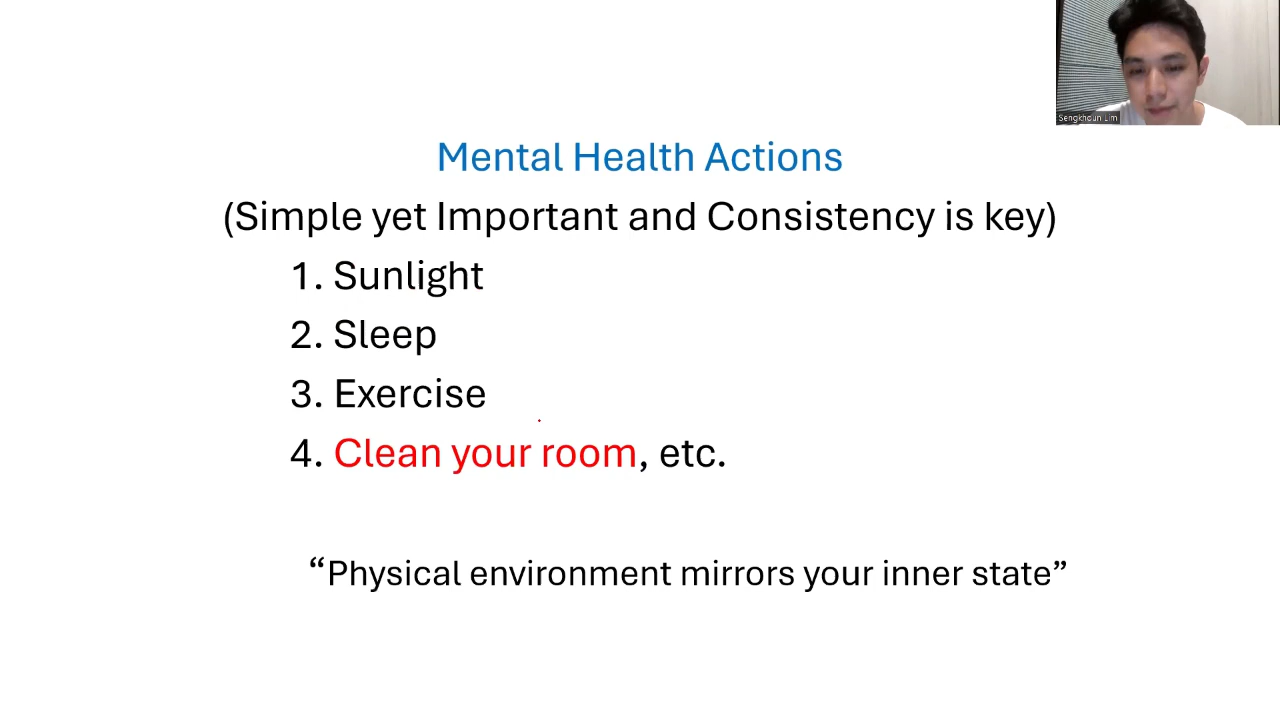 Sengkhoun Lim
Mental Health Actions
(Simple yet Important and Consistency is key)
1. Sunlight
2. Sleep
3. Exercise
4. Clean your room, etc.
“Physical environment mirrors your inner state”